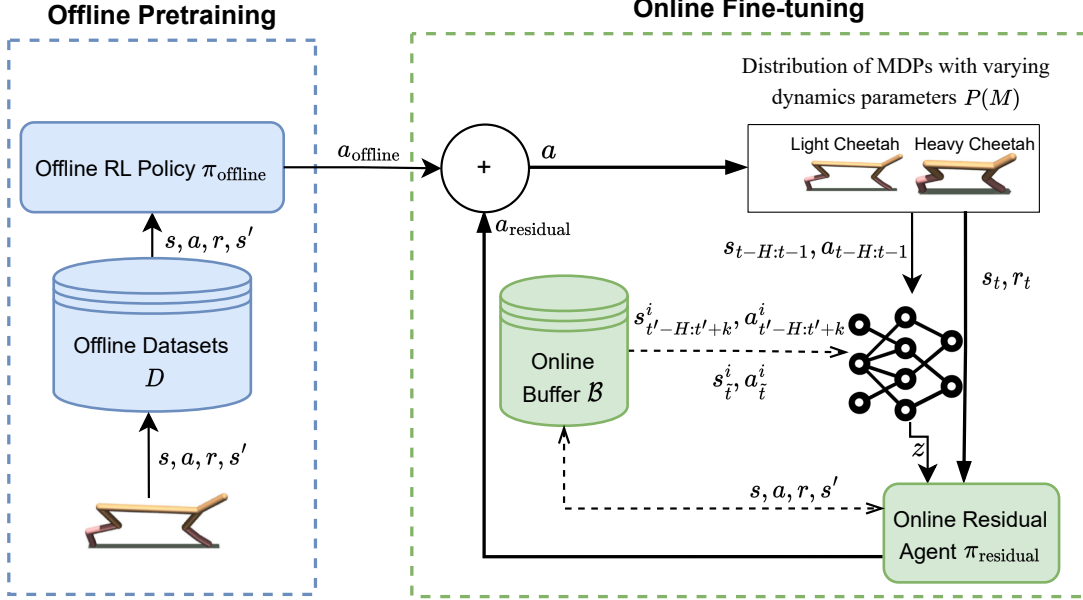 Offline Pretraining
Online Fine-tuning
Distribution of MDPs with varying
dynamics parameters P(M)
Light Cheetah
Heavy Cheetah
Offline RL Policy π_offline
a_offline
+
a
a_residual
s, a, r, s′
s_{t−H:t−1}, a_{t−H:t−1}
s_t, r_t
Offline Datasets
D
Online
Buffer ℬ
s^i_{t′−H:t′+k}, a^i_{t′−H:t′+k}
s^i_{t̃}, a^i_{t̃}
z
s, a, r, s′
s, a, r, s′
Online Residual
Agent π_residual